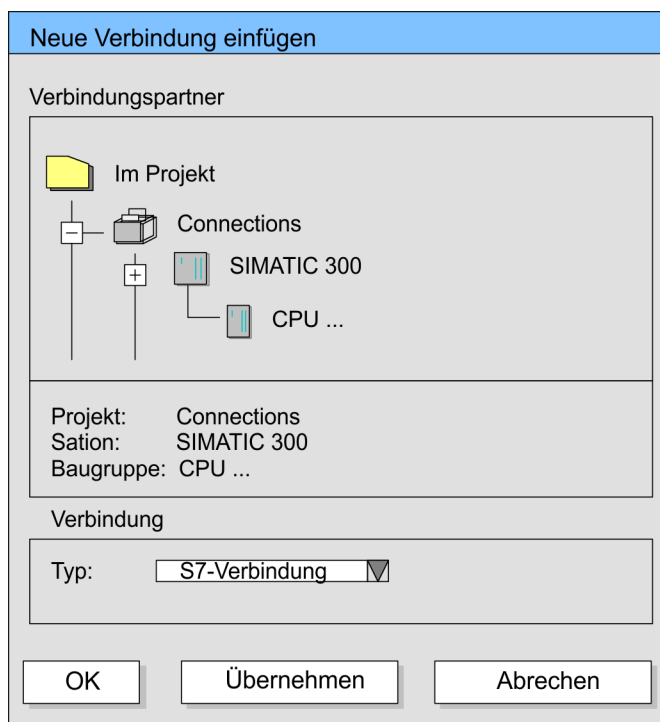 Neue Verbindung einfügen
Verbindungspartner
Im Projekt
Connections
SIMATIC 300
CPU ...
Projekt: Connections
Sation: SIMATIC 300
Baugruppe: CPU ...
Verbindung
Typ: S7-Verbindung
OK Übernehmen Abrechen